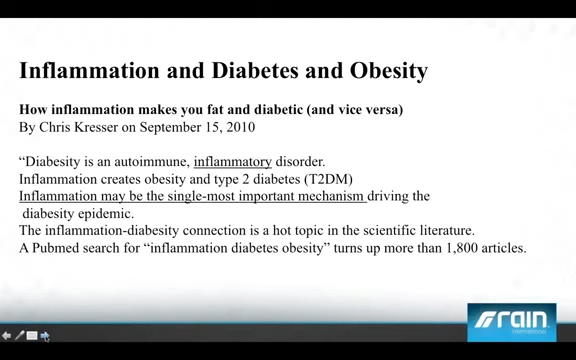 Inflammation and Diabetes and Obesity
How inflammation makes you fat and diabetic (and vice versa)
By Chris Kresser on September 15, 2010
“Diabesity is an autoimmune, inflammatory disorder.
Inflammation creates obesity and type 2 diabetes (T2DM)
Inflammation may be the single-most important mechanism driving the
diabesity epidemic.
The inflammation-diabesity connection is a hot topic in the scientific literature.
A Pubmed search for “inflammation diabetes obesity” turns up more than 1,800 articles.
rain
international